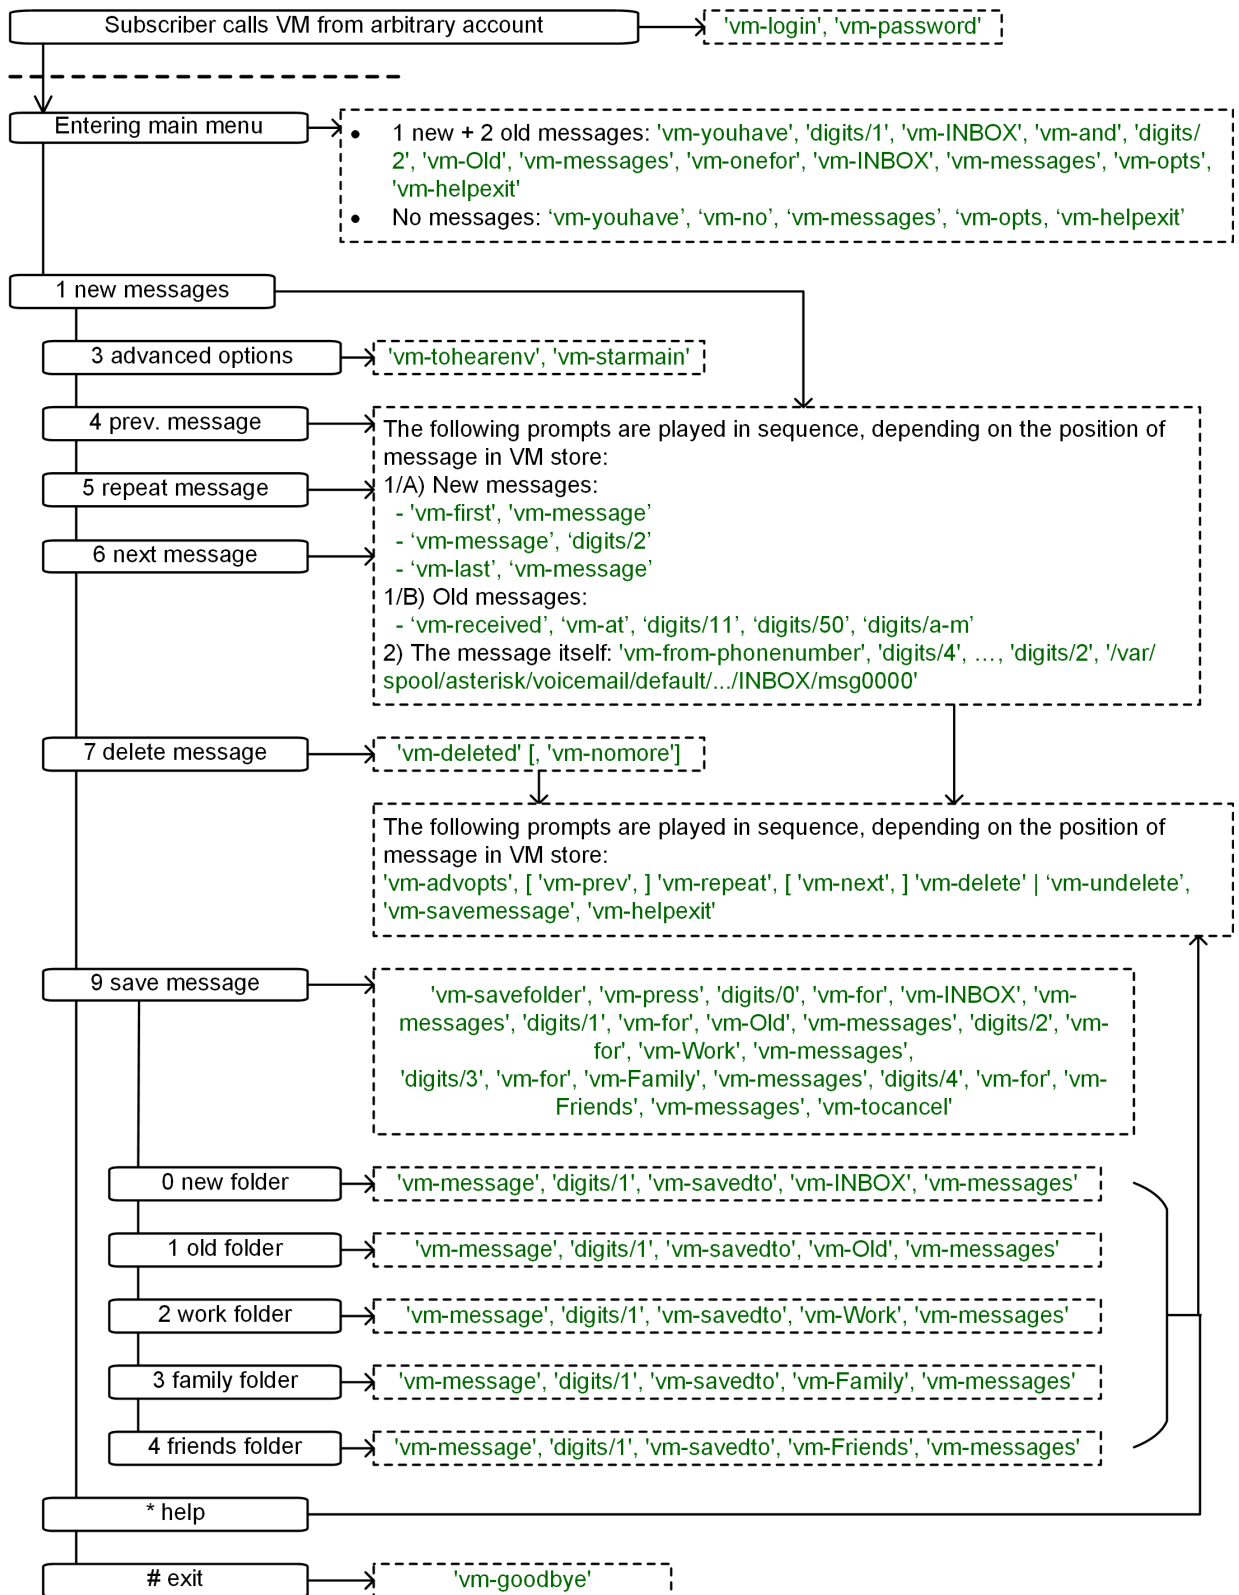 Subscriber calls VM from arbitrary account
'vm-login', 'vm-password'
Entering main menu
• 1 new + 2 old messages: 'vm-youhave', 'digits/1', 'vm-INBOX', 'vm-and', 'digits/
2', 'vm-Old', 'vm-messages', 'vm-onefor', 'vm-INBOX', 'vm-messages', 'vm-opts',
'vm-helpexit'
• No messages: ‘vm-youhave’, ‘vm-no’, ‘vm-messages’, ‘vm-opts, ‘vm-helpexit’
1 new messages
3 advanced options
'vm-tohearenv', 'vm-starmain'
4 prev. message
5 repeat message
6 next message
The following prompts are played in sequence, depending on the position of
message in VM store:
1/A) New messages:
- 'vm-first', 'vm-message’
- ‘vm-message’, ‘digits/2’
- ‘vm-last’, ‘vm-message’
1/B) Old messages:
- ‘vm-received’, ‘vm-at’, ‘digits/11’, ‘digits/50’, ‘digits/a-m’
2) The message itself: 'vm-from-phonenumber', 'digits/4', …, 'digits/2', '/var/
spool/asterisk/voicemail/default/.../INBOX/msg0000'
7 delete message
'vm-deleted' [, 'vm-nomore']
The following prompts are played in sequence, depending on the position of
message in VM store:
'vm-advopts', [ 'vm-prev', ] 'vm-repeat', [ 'vm-next', ] 'vm-delete' | ‘vm-undelete’,
'vm-savemessage', 'vm-helpexit'
9 save message
'vm-savefolder', 'vm-press', 'digits/0', 'vm-for', 'vm-INBOX', 'vm-
messages', 'digits/1', 'vm-for', 'vm-Old', 'vm-messages', 'digits/2', 'vm-
for', 'vm-Work', 'vm-messages',
'digits/3', 'vm-for', 'vm-Family', 'vm-messages', 'digits/4', 'vm-for', 'vm-
Friends', 'vm-messages', 'vm-tocancel'
0 new folder
'vm-message', 'digits/1', 'vm-savedto', 'vm-INBOX', 'vm-messages'
1 old folder
'vm-message', 'digits/1', 'vm-savedto', 'vm-Old', 'vm-messages'
2 work folder
'vm-message', 'digits/1', 'vm-savedto', 'vm-Work', 'vm-messages'
3 family folder
'vm-message', 'digits/1', 'vm-savedto', 'vm-Family', 'vm-messages'
4 friends folder
'vm-message', 'digits/1', 'vm-savedto', 'vm-Friends', 'vm-messages'
* help
# exit
'vm-goodbye'